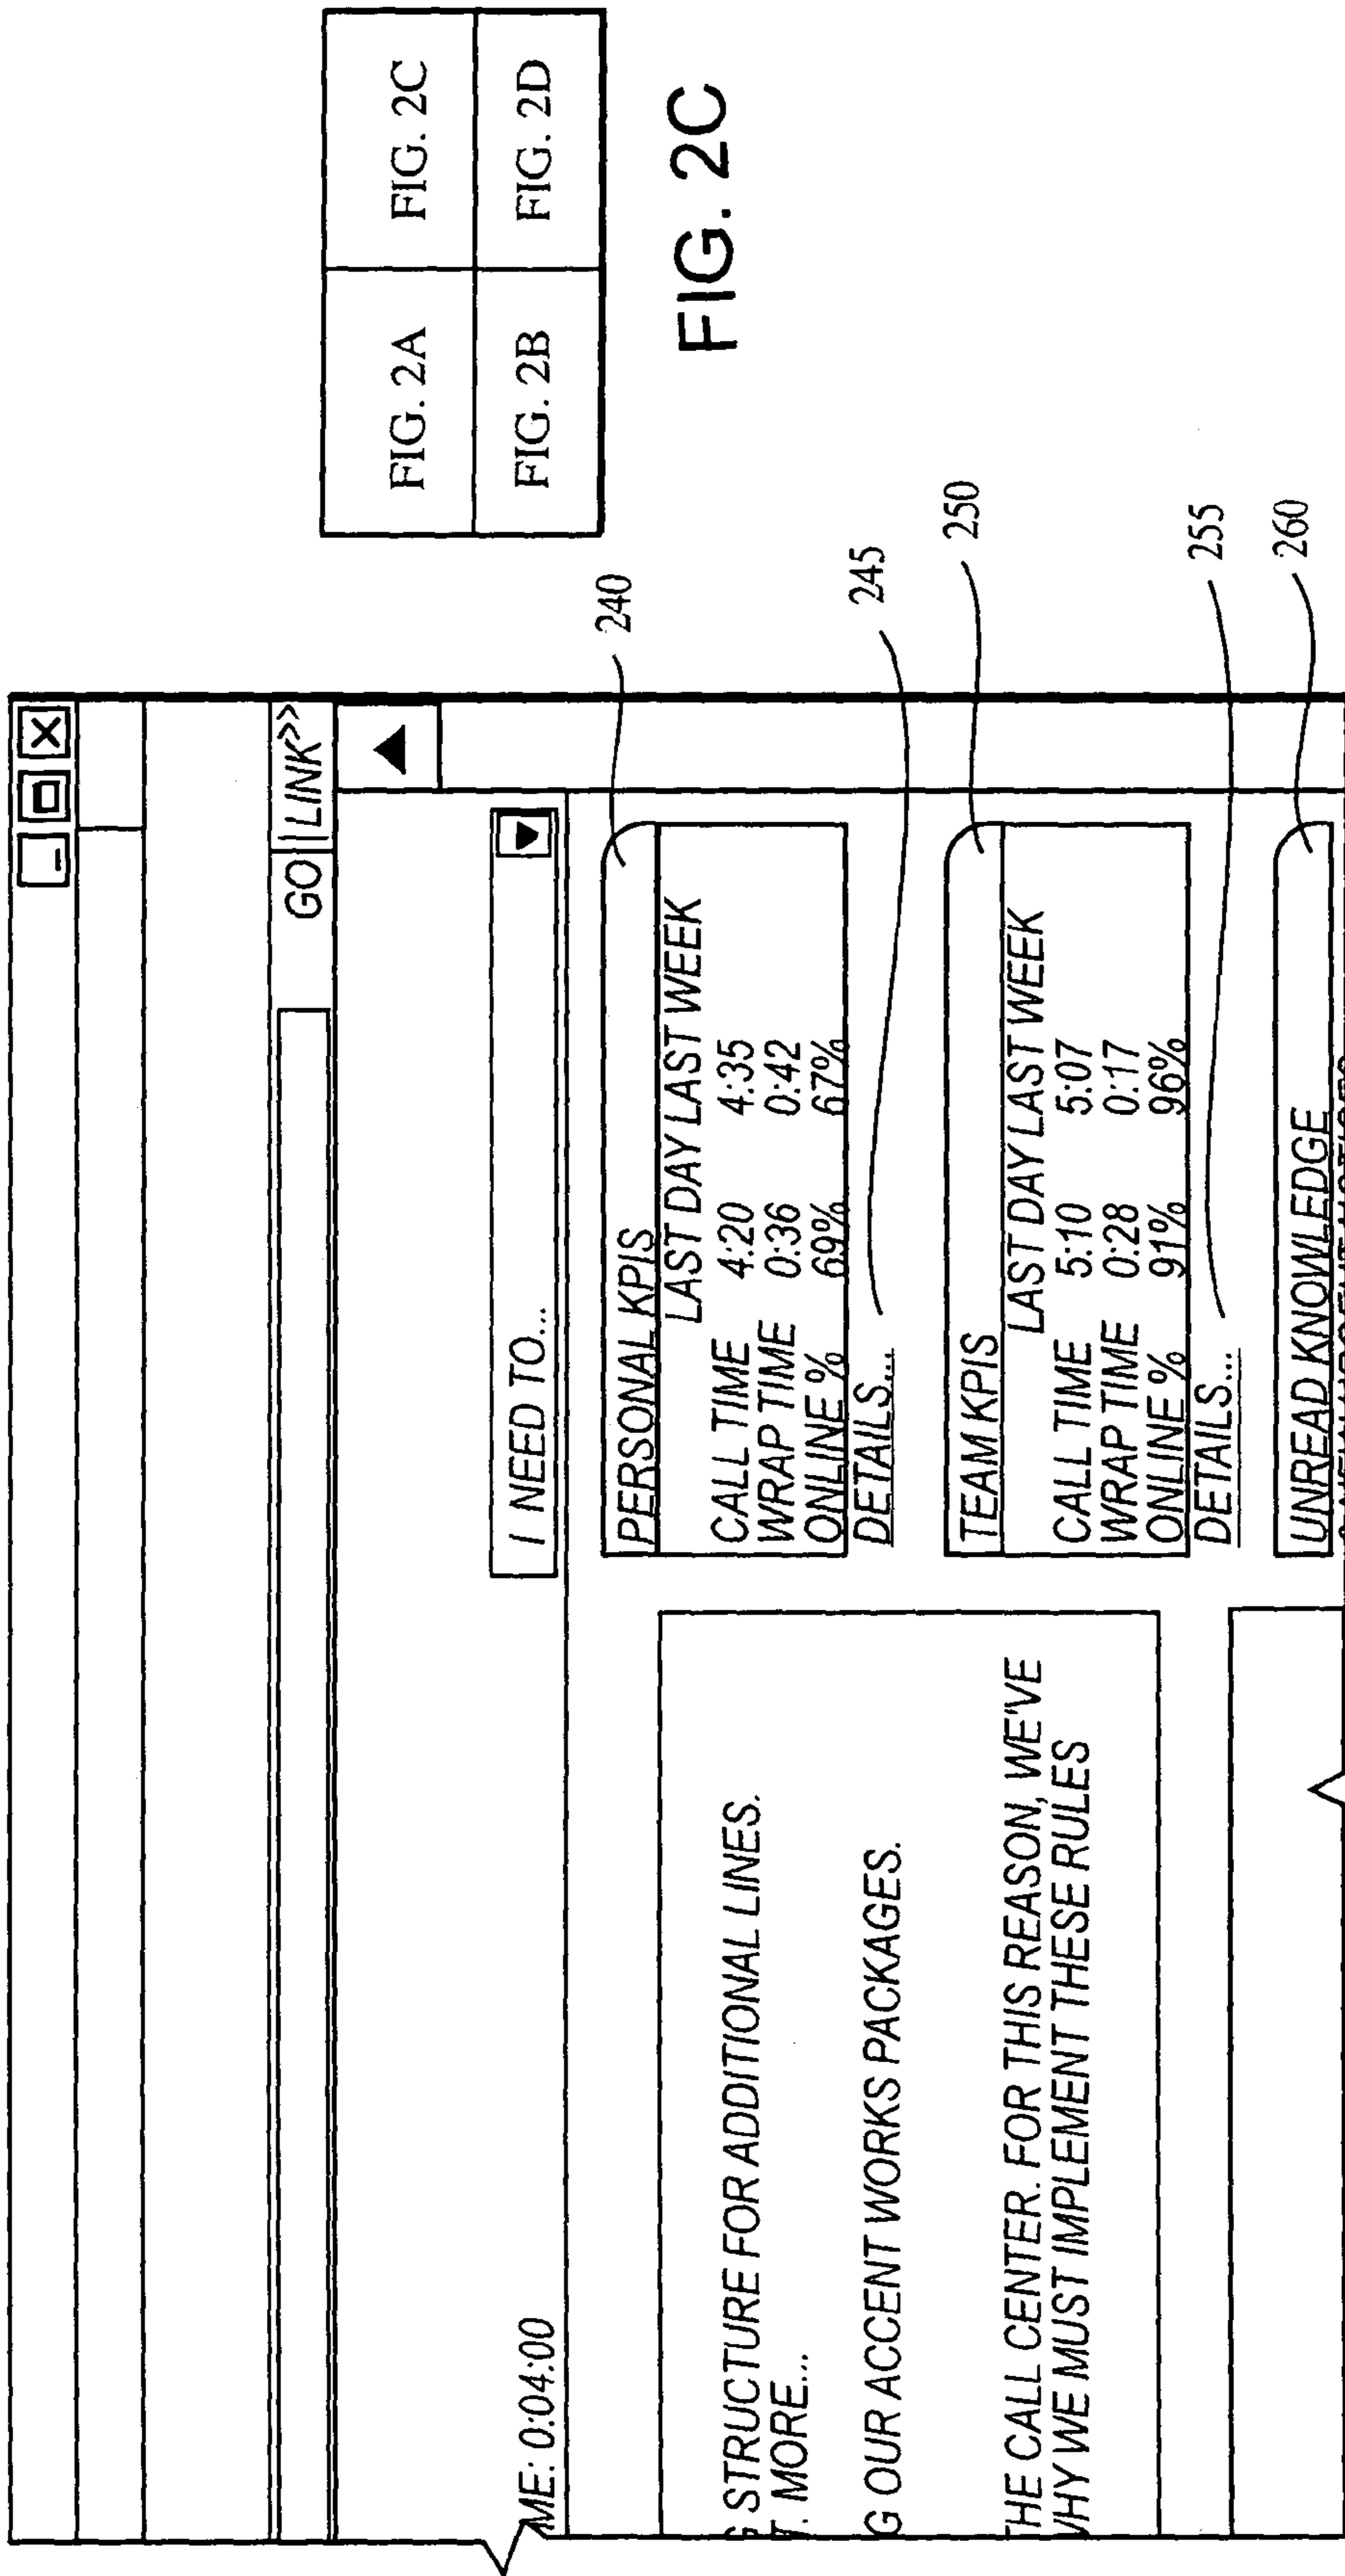 GO LINK>>
ME: 0:04:00
I NEED TO...
G STRUCTURE FOR ADDITIONAL LINES.
T. MORE...
G OUR ACCENT WORKS PACKAGES.
THE CALL CENTER. FOR THIS REASON, WE'VE
WHY WE MUST IMPLEMENT THESE RULES
PERSONAL KPIS
LAST DAY LAST WEEK
CALL TIME 4:20 4:35
WRAP TIME 0:36 0:42
ONLINE % 69% 67%
DETAILS...
TEAM KPIS
LAST DAY LAST WEEK
CALL TIME 5:10 5:07
WRAP TIME 0:28 0:17
ONLINE % 91% 96%
DETAILS...
UNREAD KNOWLEDGE
240
245
250
255
260
FIG. 2A FIG. 2C
FIG. 2B FIG. 2D
FIG. 2C